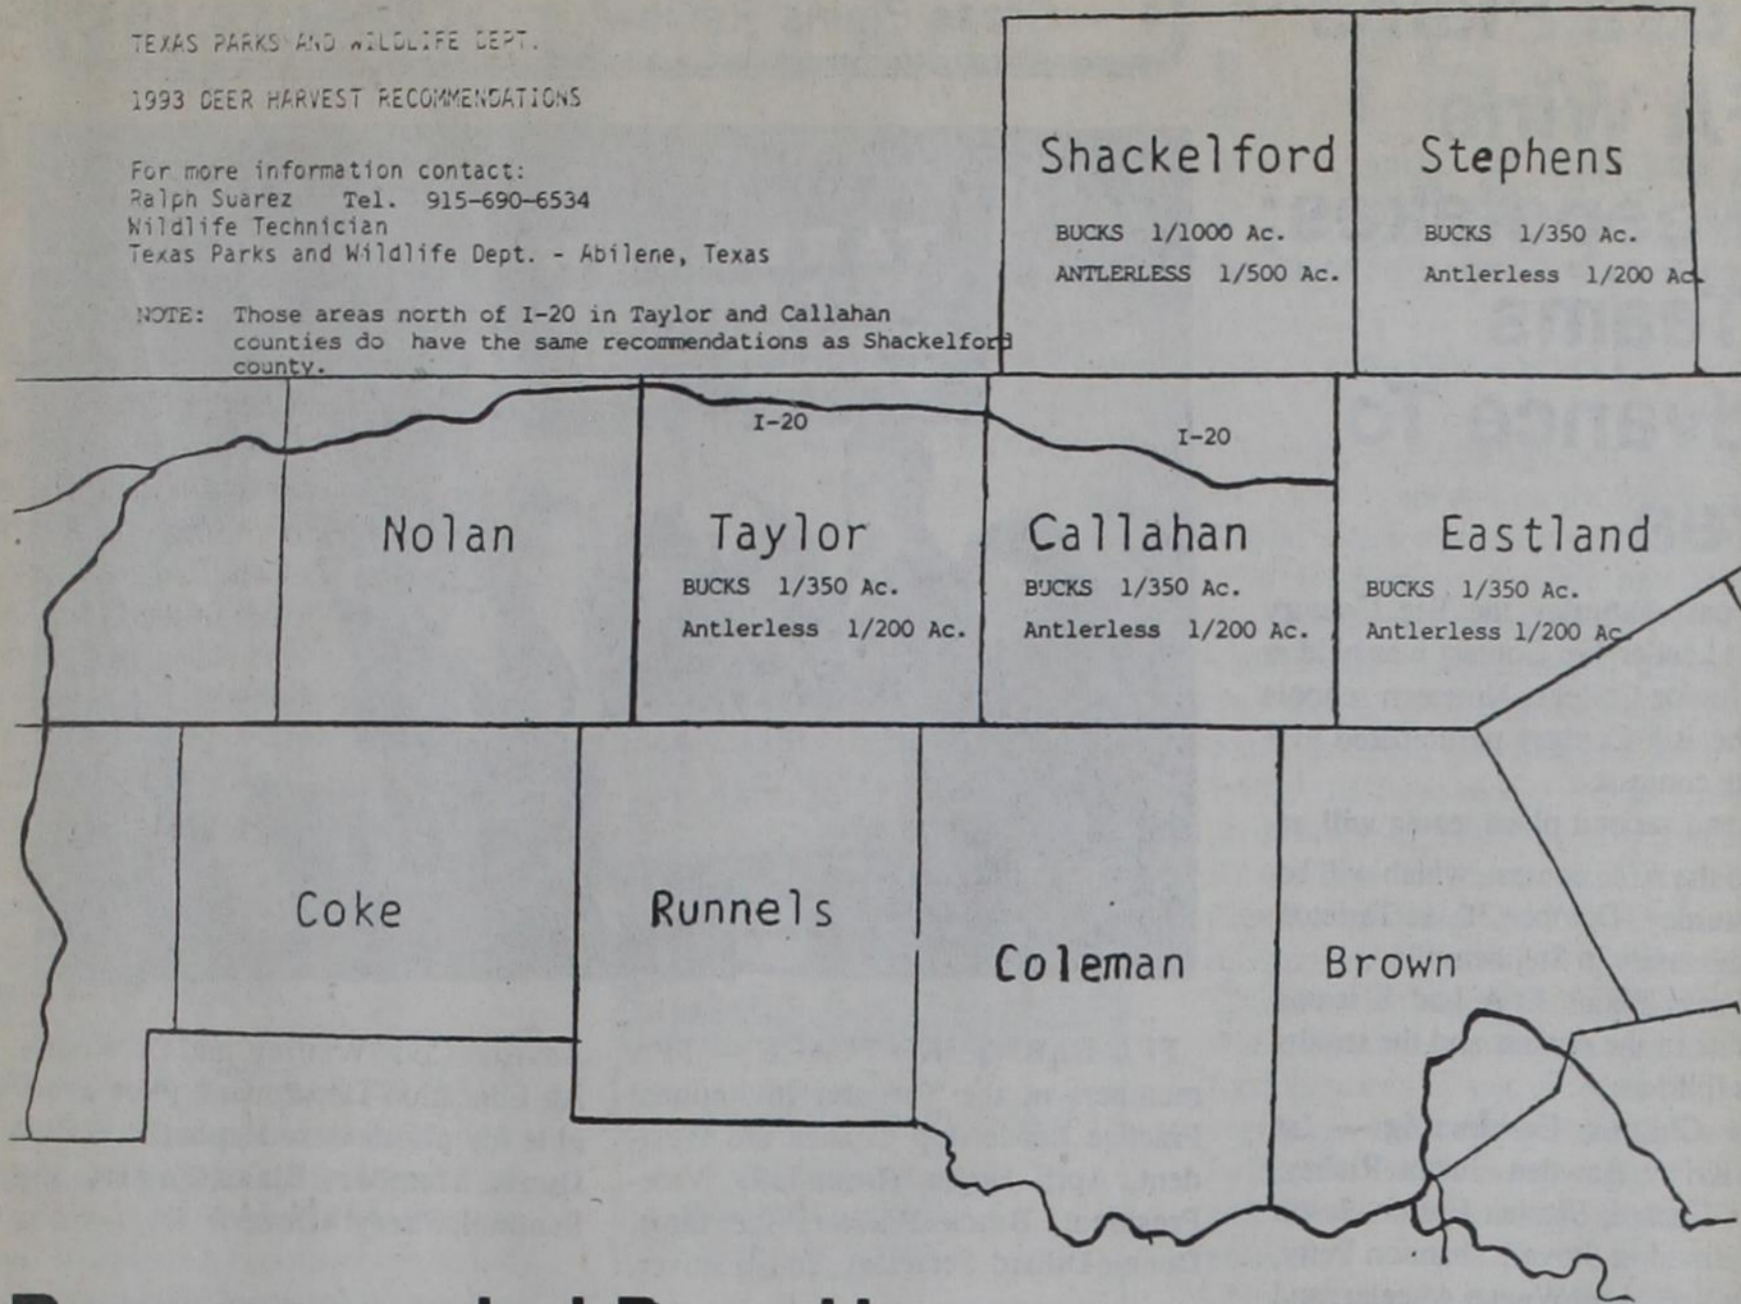 TEXAS PARKS AND WILDLIFE DEPT.
1993 DEER HARVEST RECOMMENDATIONS
For more information contact:
Ralph Suarez Tel. 915-690-6534
Wildlife Technician
Texas Parks and Wildlife Dept. - Abilene, Texas
NOTE: Those areas north of I-20 in Taylor and Callahan
counties do have the same recommendations as Shackelford
county.
Shackelford
BUCKS 1/1000 Ac.
ANTLERLESS 1/500 Ac.
Stephens
BUCKS 1/350 Ac.
Antlerless 1/200 Ac.
I-20
I-20
Nolan
Taylor
BUCKS 1/350 Ac.
Antlerless 1/200 Ac.
Callahan
BUCKS 1/350 Ac.
Antlerless 1/200 Ac.
Eastland
BUCKS 1/350 Ac.
Antlerless 1/200 Ac.
Coke
Runnels
Coleman
Brown